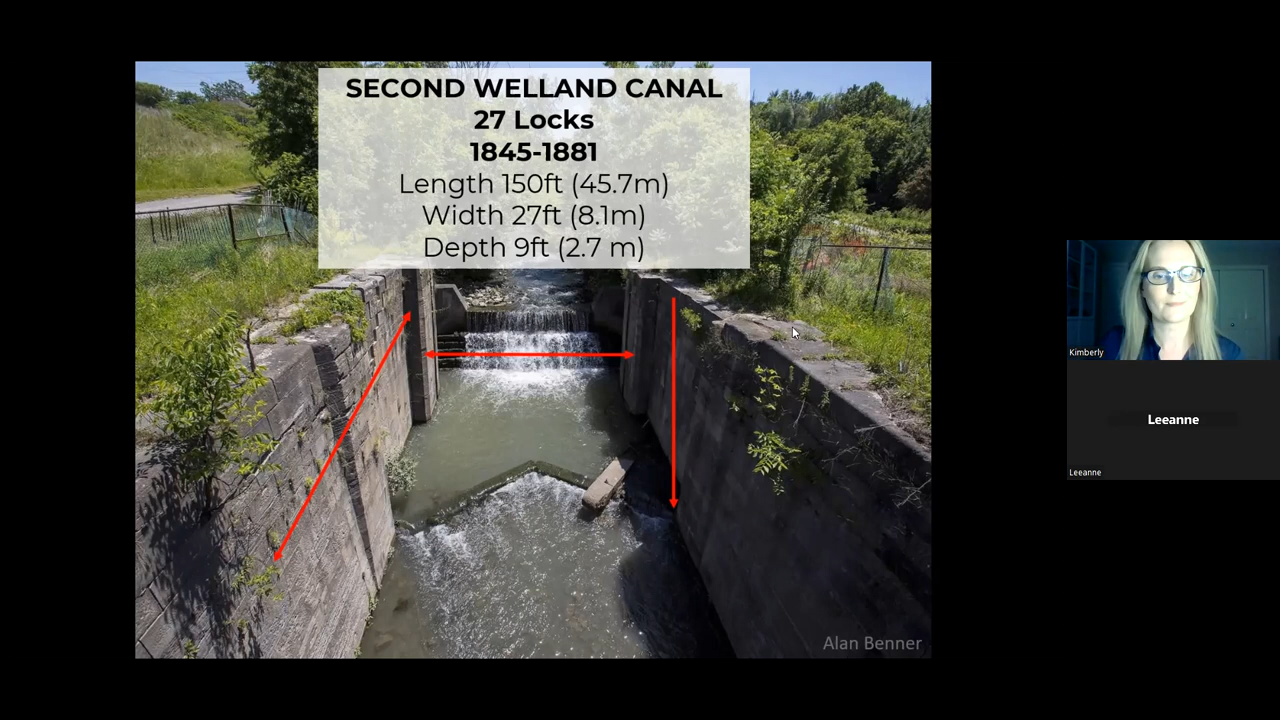 SECOND WELLAND CANAL
27 Locks
1845-1881
Length 150ft (45.7m)
Width 27ft (8.1m)
Depth 9ft (2.7 m)
Alan Benner
Kimberly
Leeanne
Leeanne